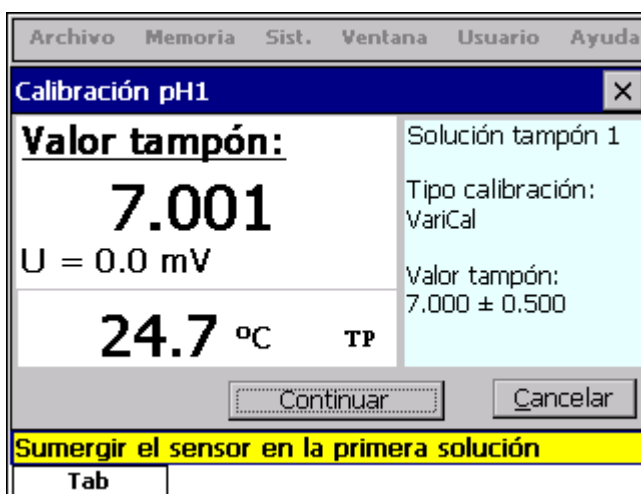 Archivo Memoria Sist. Ventana Usuario Ayuda
Calibración pH1
Valor tampón:
7.001
U = 0.0 mV
24.7 ºC TP
Solución tampón 1
Tipo calibración:
VariCal
Valor tampón:
7.000 ± 0.500
Continuar
Cancelar
Sumergir el sensor en la primera solución
Tab